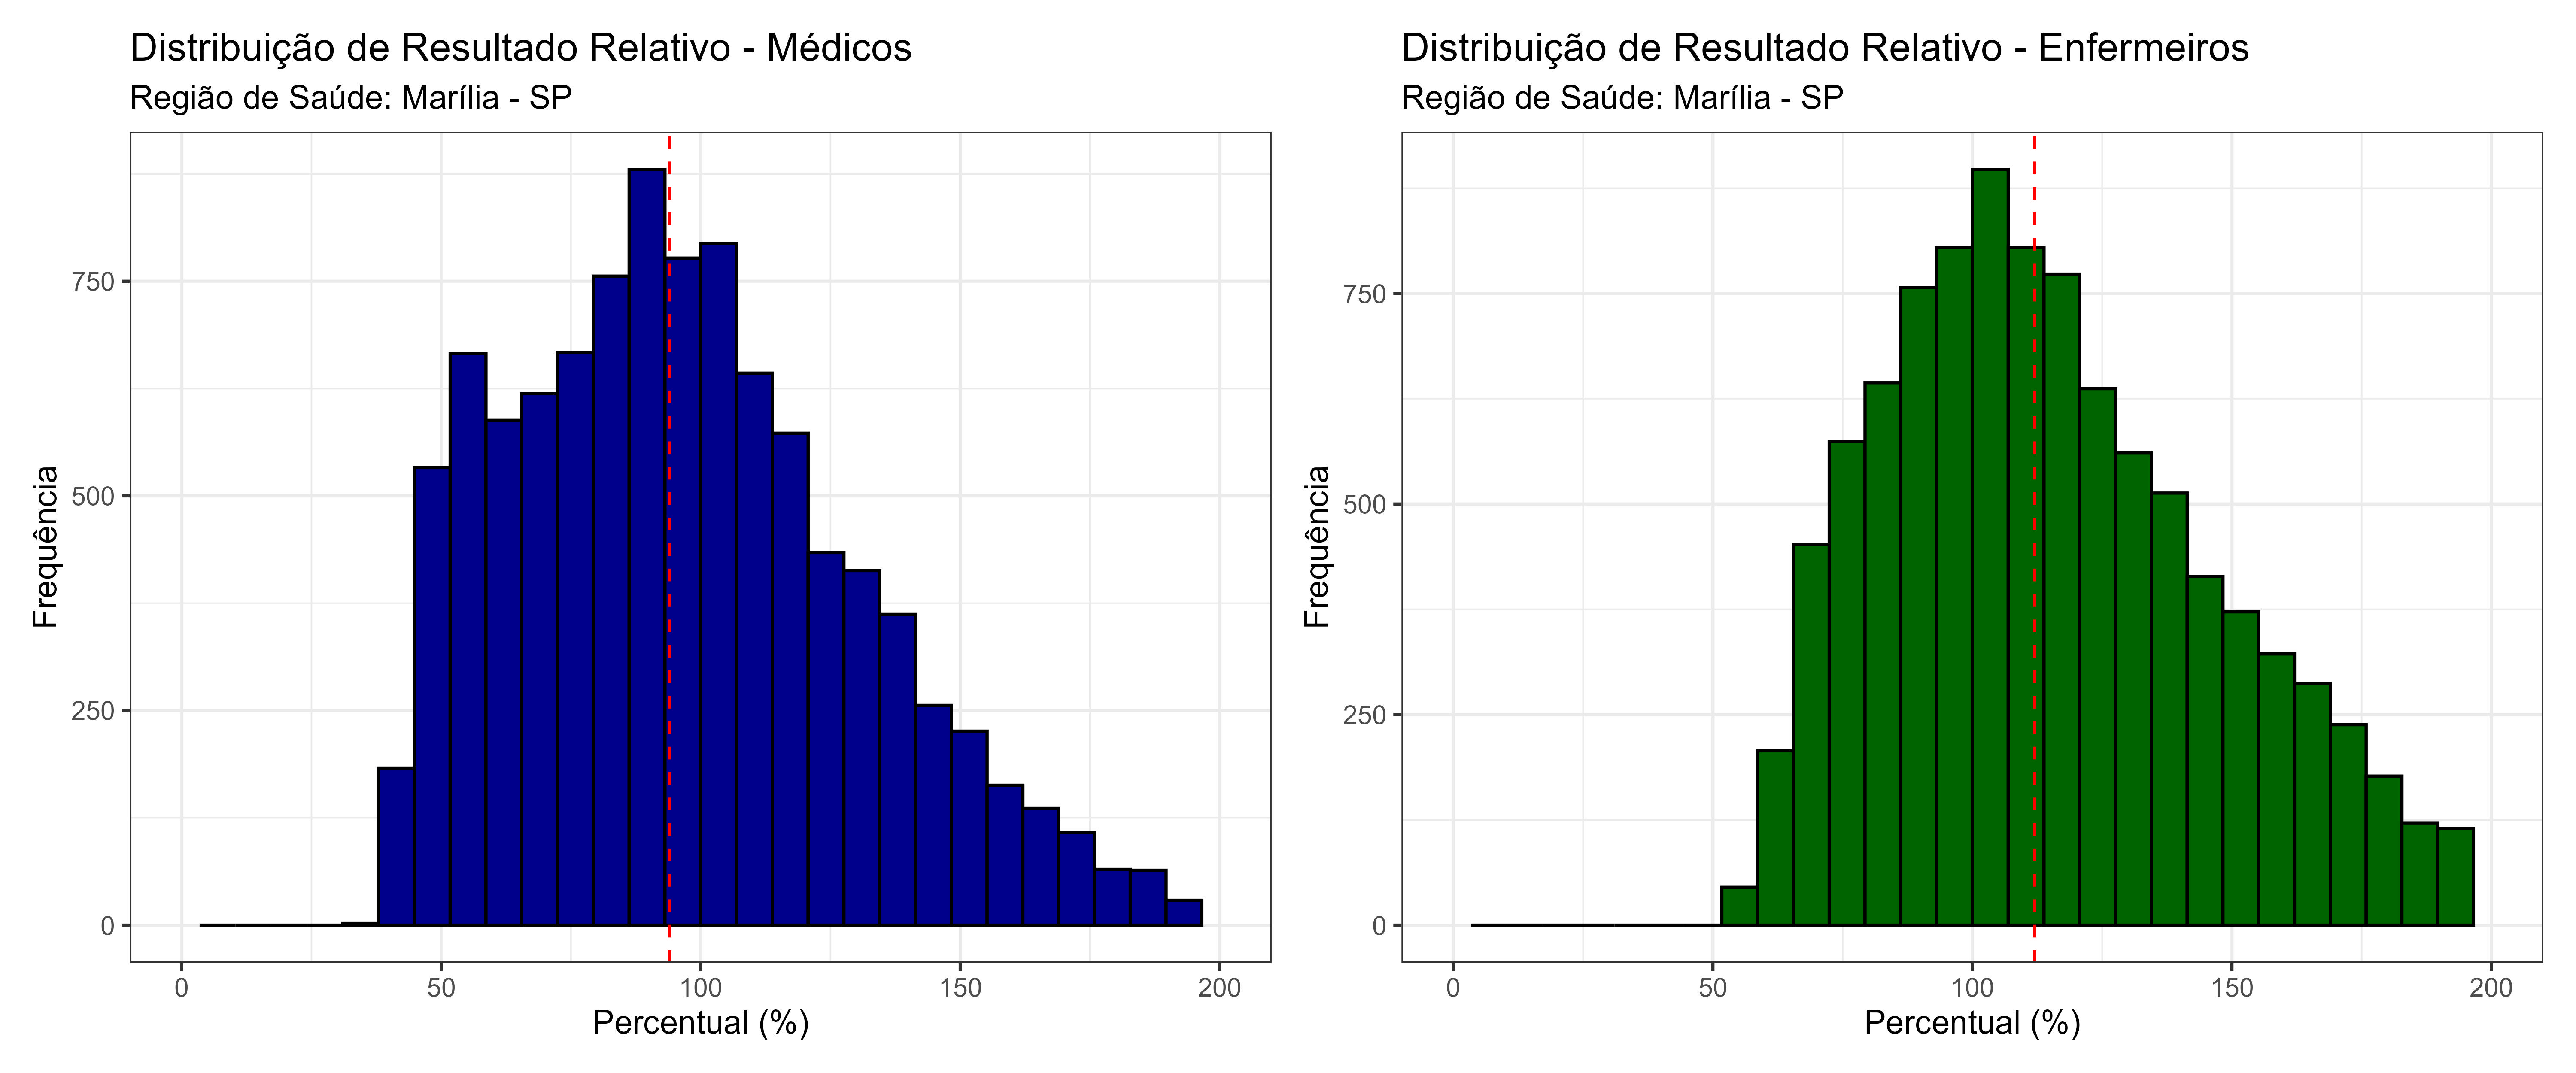 Distribuição de Resultado Relativo - Médicos
Região de Saúde: Marília - SP
Frequência
750
500
250
0
0 50 100 150 200
Percentual (%)
Distribuição de Resultado Relativo - Enfermeiros
Região de Saúde: Marília - SP
Frequência
750
500
250
0
0 50 100 150 200
Percentual (%)